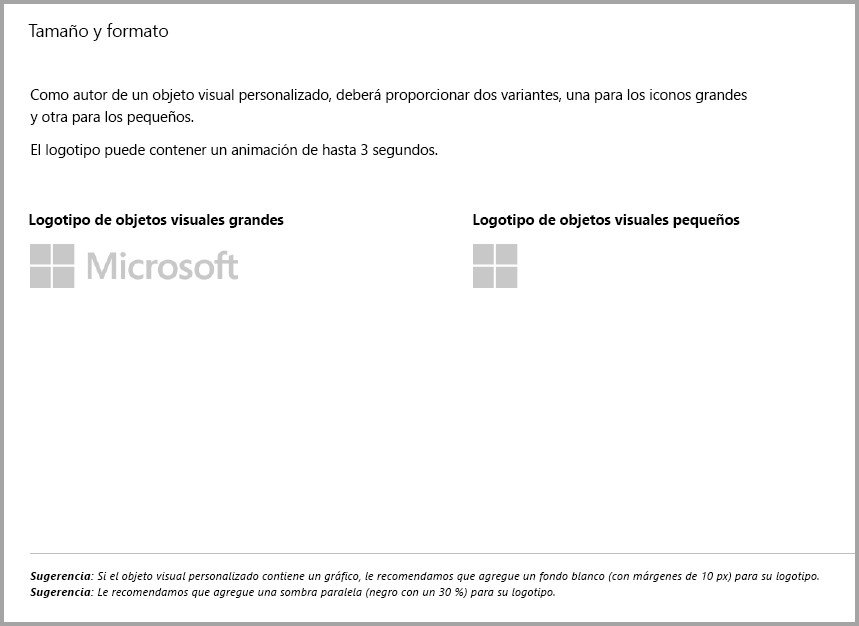 Tamaño y formato
Como autor de un objeto visual personalizado, deberá proporcionar dos variantes, una para los iconos grandes
y otra para los pequeños.
El logotipo puede contener un animación de hasta 3 segundos.
Logotipo de objetos visuales grandes
Logotipo de objetos visuales pequeños
Microsoft
Sugerencia: Si el objeto visual personalizado contiene un gráfico, le recomendamos que agregue un fondo blanco (con márgenes de 10 px) para su logotipo.
Sugerencia: Le recomendamos que agregue una sombra paralela (negro con un 30 %) para su logotipo.